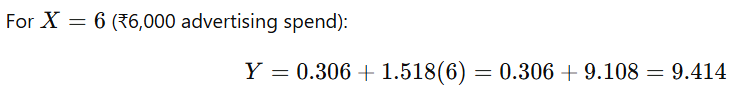 For X = 6 (₹6,000 advertising spend):
Y = 0.306 + 1.518(6) = 0.306 + 9.108 = 9.414